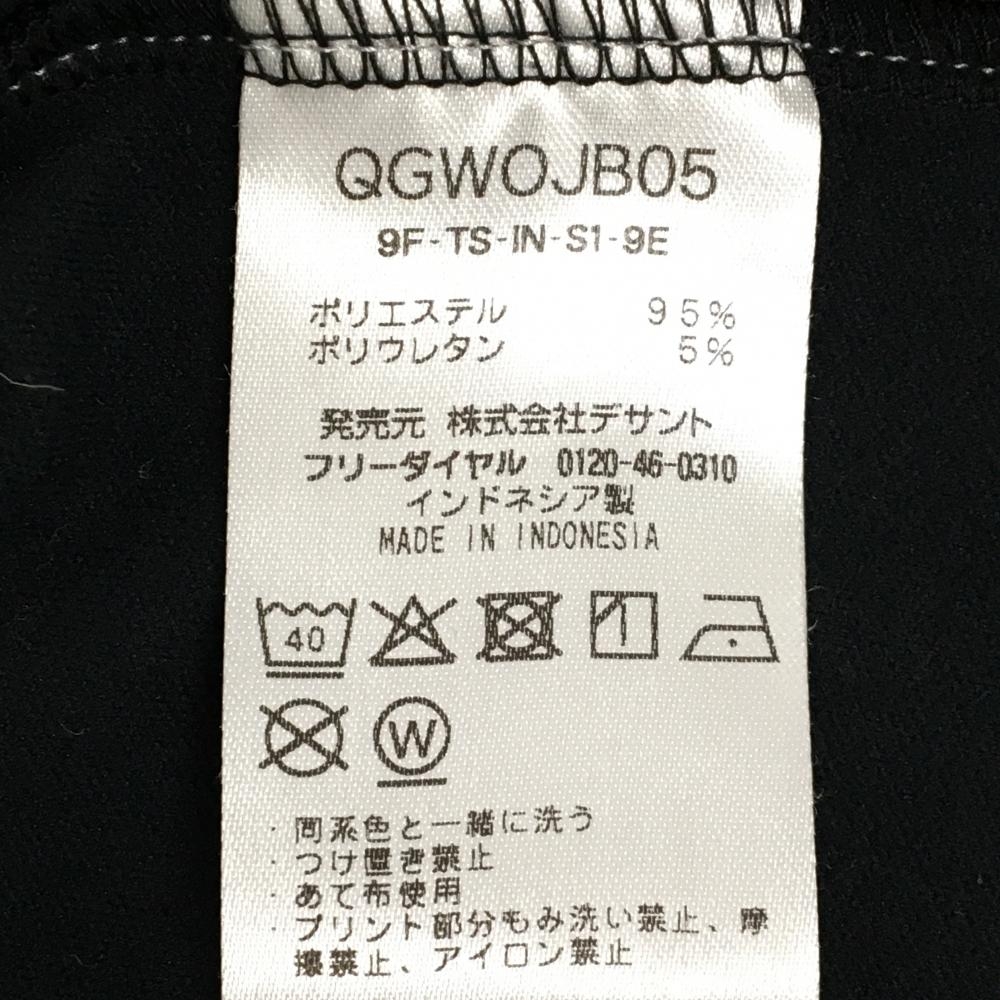 QGWOJB05
9F-TS-IN-S1-9E
ポリエステル 95%
ポリウレタン 5%
発売元 株式会社デサント
フリーダイヤル 0120-46-0310
インドネシア製
MADE IN INDONESIA
40
W
・同系色と一緒に洗う
・つけ置き禁止
・あて布使用
・プリント部分もみ洗い禁止、摩
擦禁止、アイロン禁止